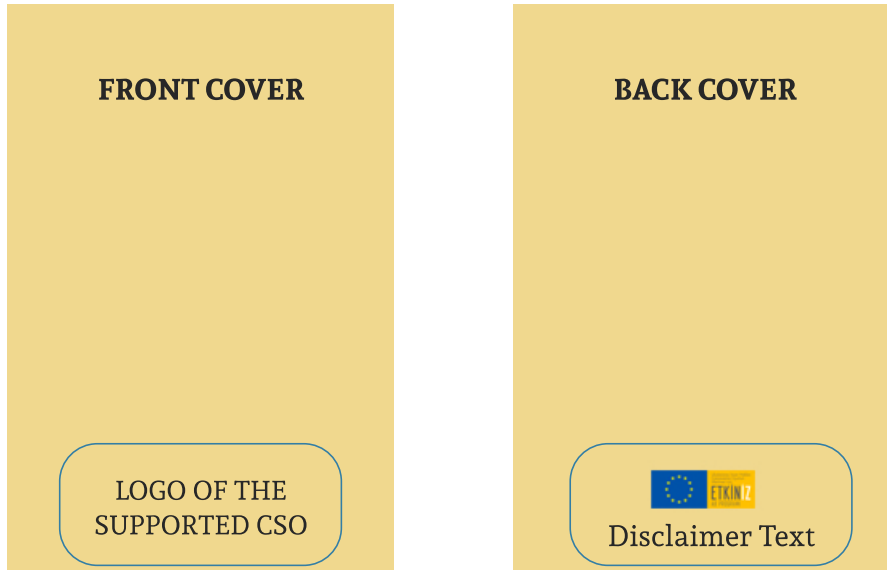 FRONT COVER
LOGO OF THE
SUPPORTED CSO
BACK COVER
ETKİNİZ
Disclaimer Text